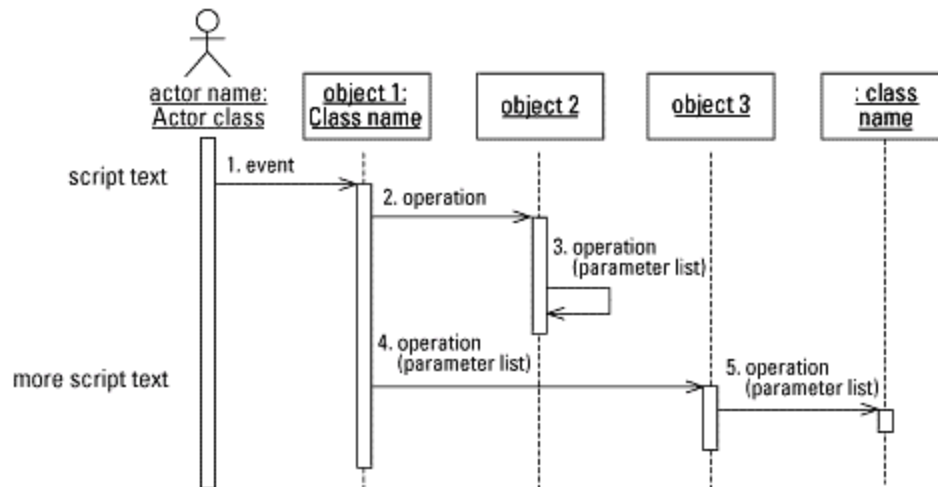 actor name:
Actor class
object 1:
Class name
object 2
object 3
: class
name
script text
1. event
2. operation
3. operation
(parameter list)
4. operation
(parameter list)
more script text
5. operation
(parameter list)